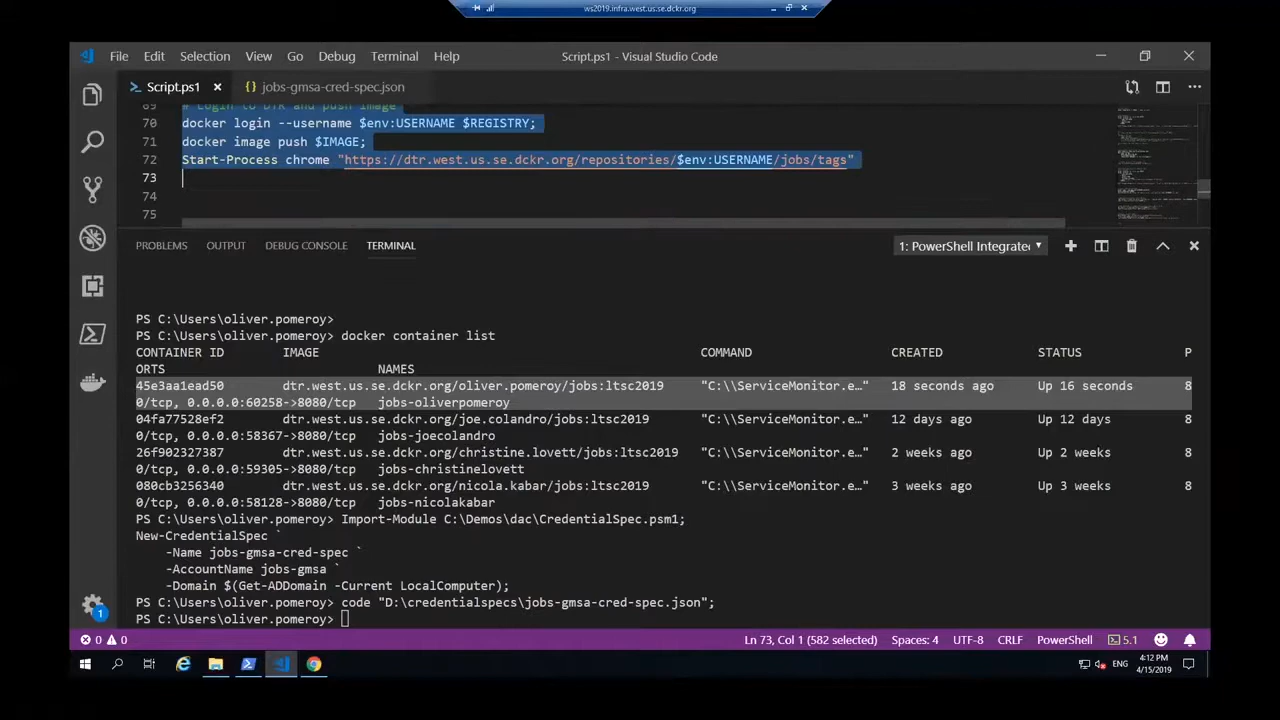 ws2019.infra.west.us.se.dckr.org
File Edit Selection View Go Debug Terminal Help
Script.ps1 - Visual Studio Code
Script.ps1
{} jobs-gmsa-cred-spec.json
69 # Login to DTR and push image
70 docker login --username $env:USERNAME $REGISTRY;
71 docker image push $IMAGE;
72 Start-Process chrome "https://dtr.west.us.se.dckr.org/repositories/$env:USERNAME/jobs/tags"
73
74
75
PROBLEMS OUTPUT DEBUG CONSOLE TERMINAL
1: PowerShell Integrate
PS C:\Users\oliver.pomeroy>
PS C:\Users\oliver.pomeroy> docker container list
CONTAINER ID IMAGE COMMAND CREATED STATUS P
ORTS NAMES
45e3aa1ead50 dtr.west.us.se.dckr.org/oliver.pomeroy/jobs:ltsc2019 "C:\\ServiceMonitor.e…" 18 seconds ago Up 16 seconds 8
0/tcp, 0.0.0.0:60258->8080/tcp jobs-oliverpomeroy
04fa77528ef2 dtr.west.us.se.dckr.org/joe.colandro/jobs:ltsc2019 "C:\\ServiceMonitor.e…" 12 days ago Up 12 days 8
0/tcp, 0.0.0.0:58367->8080/tcp jobs-joecolandro
26f902327387 dtr.west.us.se.dckr.org/christine.lovett/jobs:ltsc2019 "C:\\ServiceMonitor.e…" 2 weeks ago Up 2 weeks 8
0/tcp, 0.0.0.0:59305->8080/tcp jobs-christinelovett
080cb3256340 dtr.west.us.se.dckr.org/nicola.kabar/jobs:ltsc2019 "C:\\ServiceMonitor.e…" 3 weeks ago Up 3 weeks 8
0/tcp, 0.0.0.0:58128->8080/tcp jobs-nicolakabar
PS C:\Users\oliver.pomeroy> Import-Module C:\Demos\dac\CredentialSpec.psm1;
New-CredentialSpec `
-Name jobs-gmsa-cred-spec `
-AccountName jobs-gmsa `
-Domain $(Get-ADDomain -Current LocalComputer);
PS C:\Users\oliver.pomeroy> code "D:\credentialspecs\jobs-gmsa-cred-spec.json";
PS C:\Users\oliver.pomeroy>
1
0 0 Ln 73, Col 1 (582 selected) Spaces: 4 UTF-8 CRLF PowerShell 5.1
ENG 4:12 PM
4/15/2019